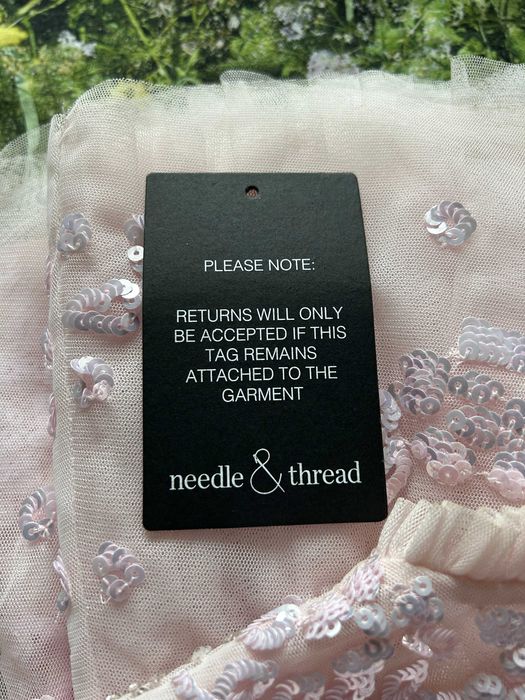 PLEASE NOTE:
RETURNS WILL ONLY
BE ACCEPTED IF THIS
TAG REMAINS
ATTACHED TO THE
GARMENT
needle & thread